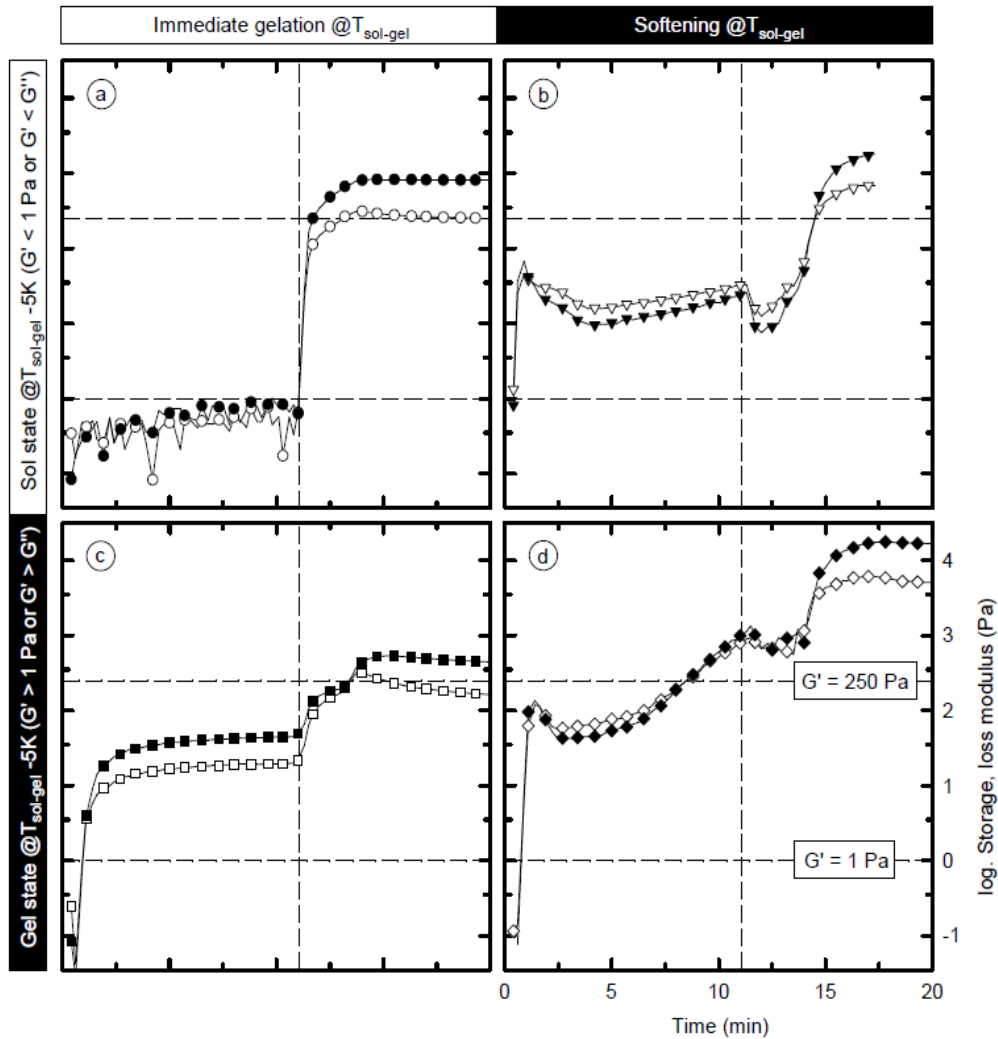 Immediate gelation @Tsol-gel
Softening @Tsol-gel
Sol state @Tsol-gel -5K (G' < 1 Pa or G' < G'')
Gel state @Tsol-gel -5K (G' > 1 Pa or G' > G'')
a
b
c
d
G' = 250 Pa
G' = 1 Pa
4
3
2
1
0
-1
log. Storage, loss modulus (Pa)
0 5 10 15 20
Time (min)